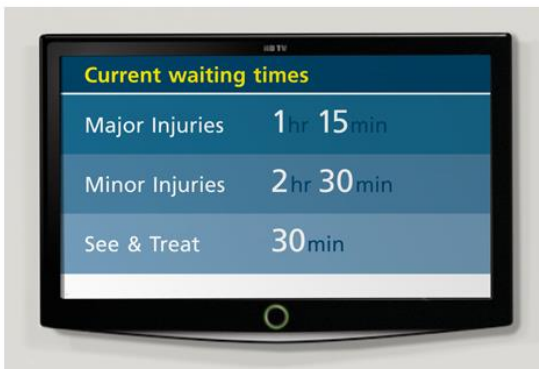 Current waiting times
Major Injuries 1hr 15min
Minor Injuries 2hr 30min
See & Treat 30min